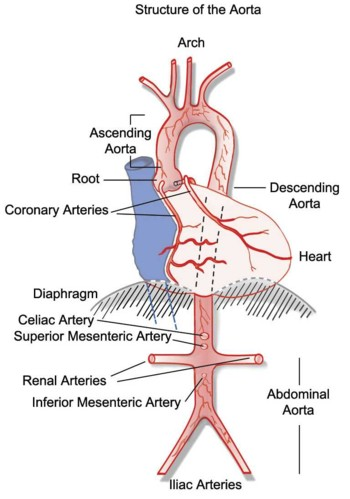 Structure of the Aorta
Arch
Ascending
Aorta
Root
Coronary Arteries
Descending
Aorta
Heart
Diaphragm
Celiac Artery
Superior Mesenteric Artery
Renal Arteries
Inferior Mesenteric Artery
Abdominal
Aorta
Iliac Arteries